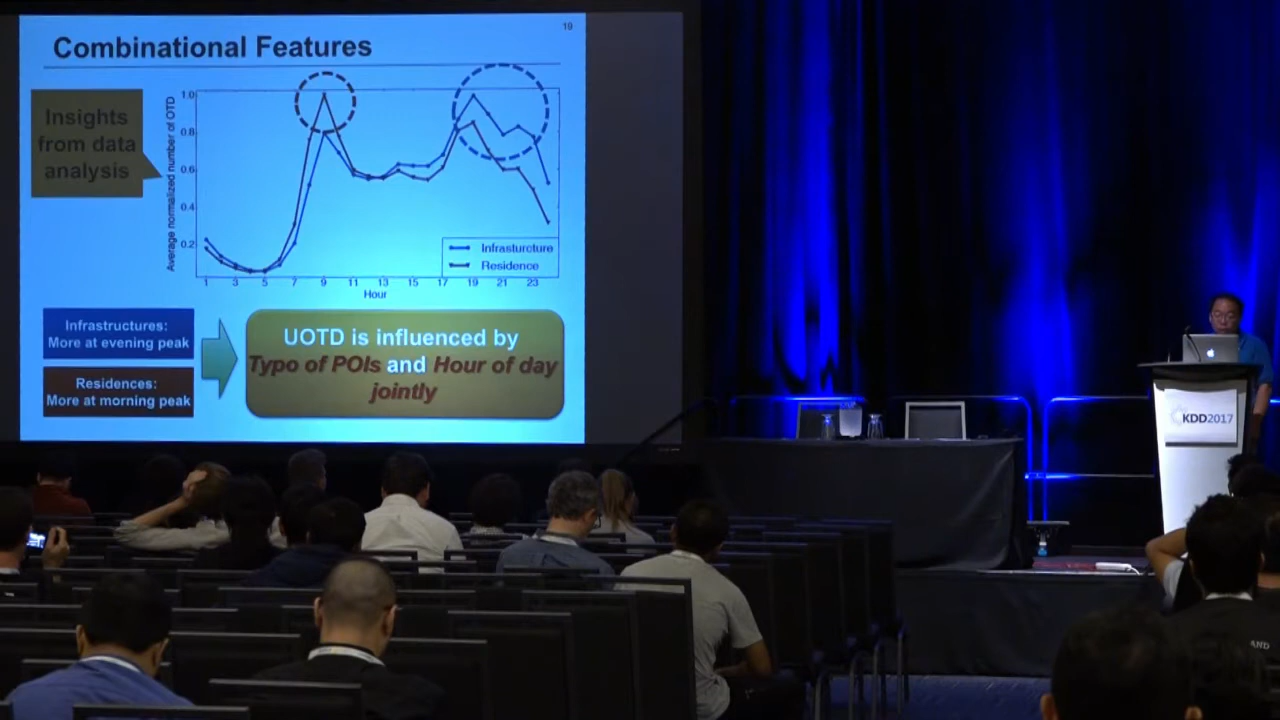 19
Combinational Features
Insights
from data
analysis
Average normalized number of OTD
1.0
0.8
0.6
0.4
0.2
1 3 5 7 9 11 13 15 17 19 21 23
Hour
Infrasturcture
Residence
Infrastructures:
More at evening peak
Residences:
More at morning peak
UOTD is influenced by
Typo of POIs and Hour of day
jointly
KDD2017
AND